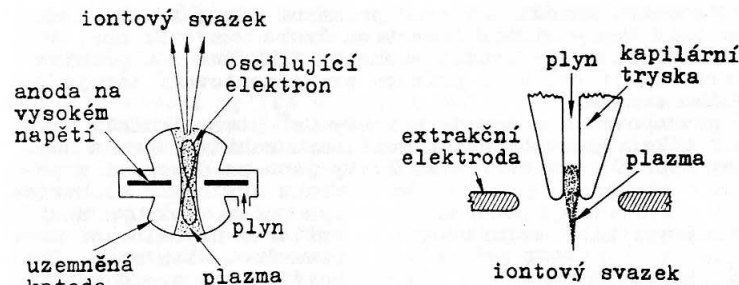 iontový svazek
oscilující
elektron
anoda na
vysokém
napětí
plyn
uzemněná
katoda
plazma
plyn
kapilární
tryska
extrakční
elektroda
plazma
iontový svazek